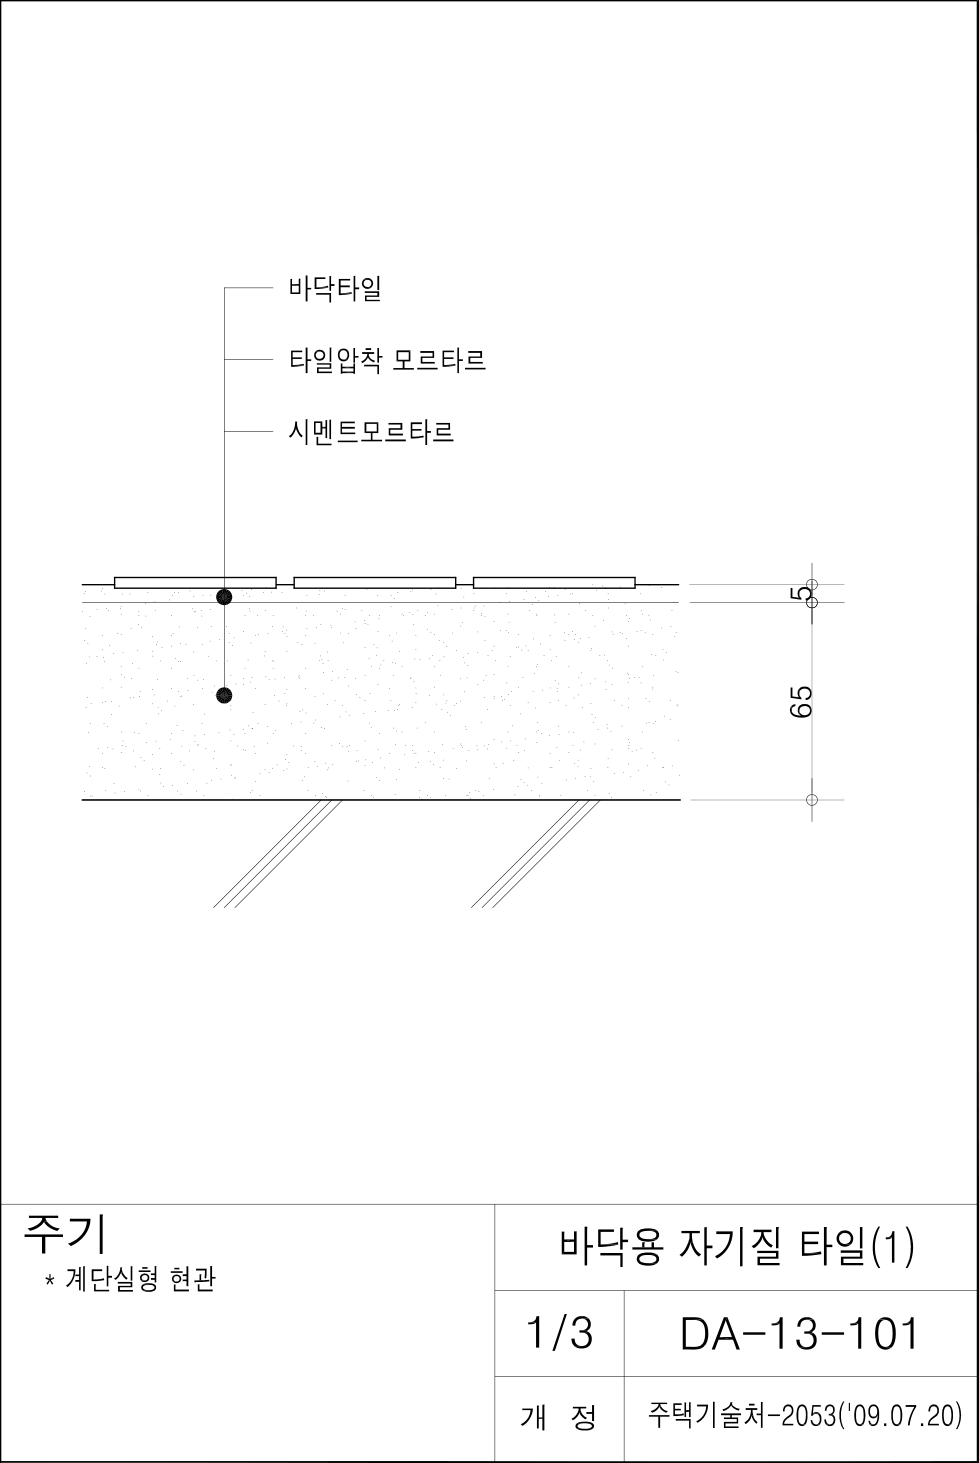 바닥타일
타일압착 모르타르
시멘트모르타르
5
65
주기
* 계단실형 현관
바닥용 자기질 타일(1)
1/3
DA-13-101
개 정
주택기술처-2053('09.07.20)